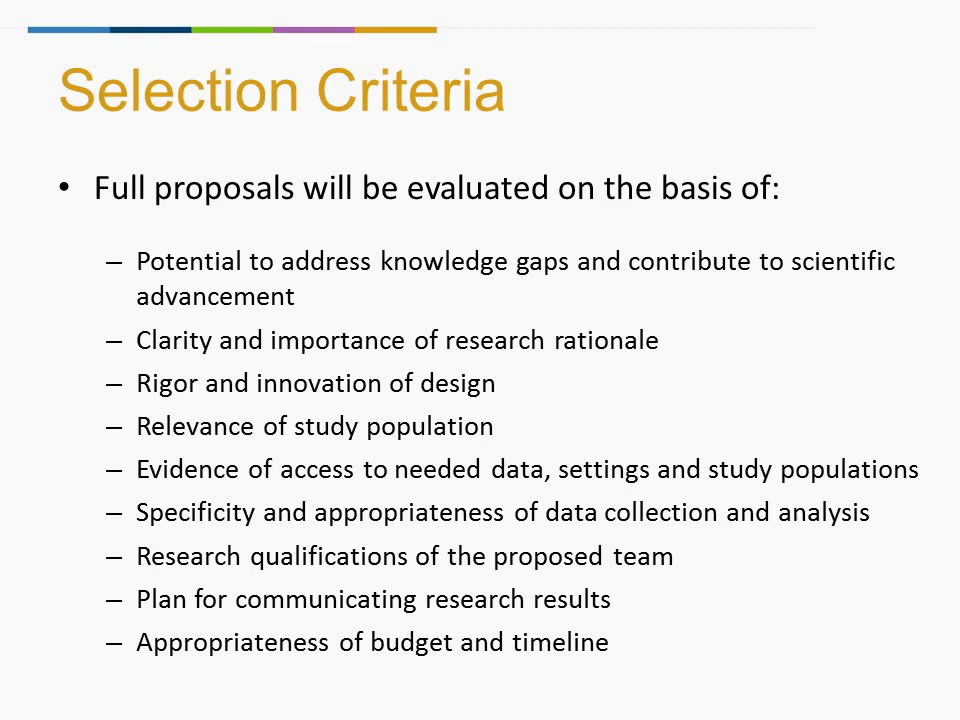 Selection Criteria
• Full proposals will be evaluated on the basis of:
– Potential to address knowledge gaps and contribute to scientific
advancement
– Clarity and importance of research rationale
– Rigor and innovation of design
– Relevance of study population
– Evidence of access to needed data, settings and study populations
– Specificity and appropriateness of data collection and analysis
– Research qualifications of the proposed team
– Plan for communicating research results
– Appropriateness of budget and timeline